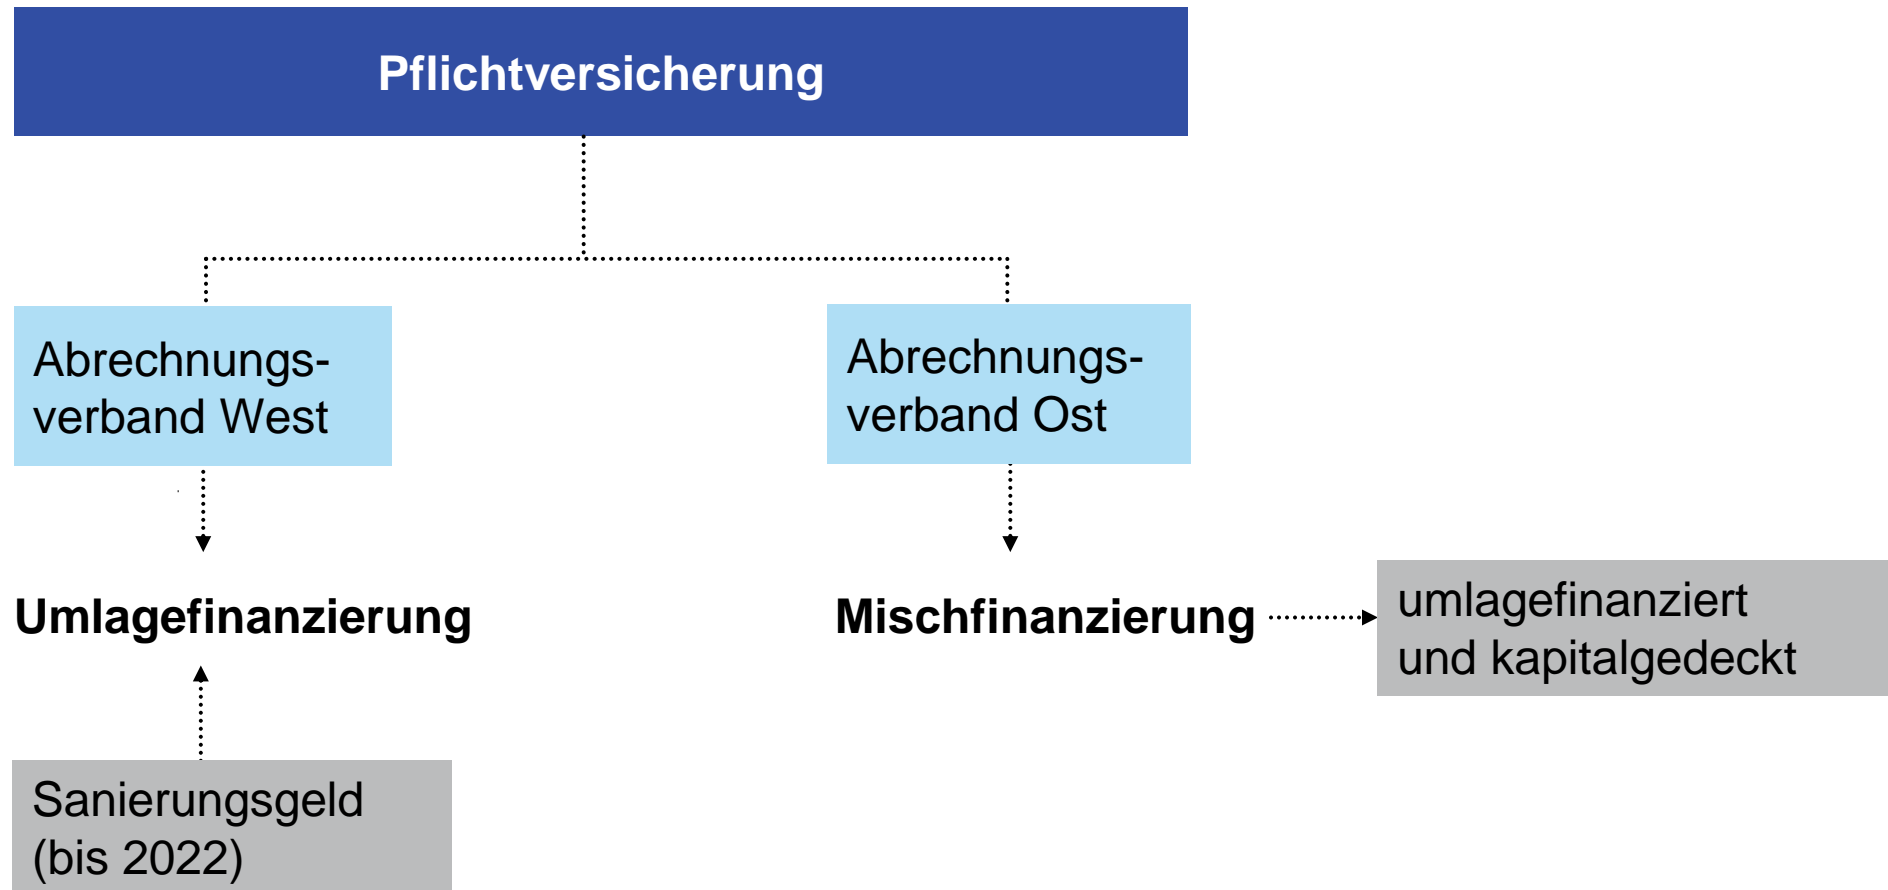 Pflichtversicherung
Abrechnungs-
verband West
Abrechnungs-
verband Ost
Umlagefinanzierung
Mischfinanzierung
umlagefinanziert
und kapitalgedeckt
Sanierungsgeld
(bis 2022)